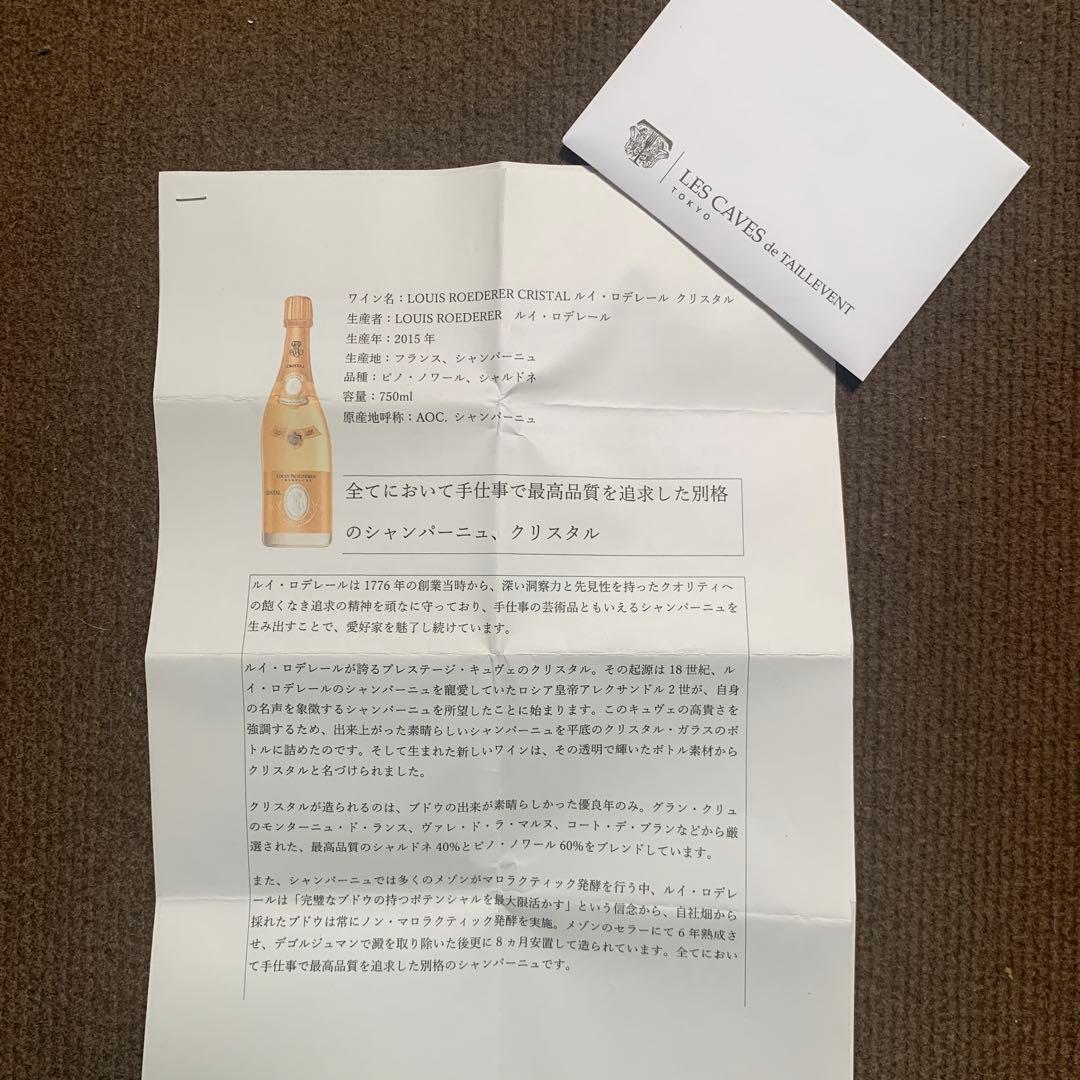 LES CAVES de TAILLEVENT
TOKYO
ワイン名：LOUIS ROEDERER CRISTAL ルイ・ロデレール クリスタル
生産者：LOUIS ROEDERER　ルイ・ロデレール
生産年：2015 年
生産地：フランス、シャンパーニュ
品種：ピノ・ノワール、シャルドネ
容量：750ml
原産地呼称：AOC. シャンパーニュ
CRISTAL
LOUIS ROEDERER
CHAMPAGNE
CRISTAL
全てにおいて手仕事で最高品質を追求した別格
のシャンパーニュ、クリスタル
ルイ・ロデレールは 1776 年の創業当時から、深い洞察力と先見性を持ったクオリティへ
の飽くなき追求の精神を頑なに守っており、手仕事の芸術品ともいえるシャンパーニュを
生み出すことで、愛好家を魅了し続けています。
ルイ・ロデレールが誇るプレステージ・キュヴェのクリスタル。その起源は 18 世紀、ル
イ・ロデレールのシャンパーニュを寵愛していたロシア皇帝アレクサンドル 2 世が、自身
の名声を象徴するシャンパーニュを所望したことに始まります。このキュヴェの高貴さを
強調するため、出来上がった素晴らしいシャンパーニュを平底のクリスタル・ガラスのボ
トルに詰めたのです。そして生まれた新しいワインは、その透明で輝いたボトル素材から
クリスタルと名づけられました。
クリスタルが造られるのは、ブドウの出来が素晴らしかった優良年のみ。グラン・クリュ
のモンターニュ・ド・ランス、ヴァレ・ド・ラ・マルヌ、コート・デ・ブランなどから厳
選された、最高品質のシャルドネ 40%とピノ・ノワール 60%をブレンドしています。
また、シャンパーニュでは多くのメゾンがマロラクティック発酵を行う中、ルイ・ロデレ
ールは「完璧なブドウの持つポテンシャルを最大限活かす」という信念から、自社畑から
採れたブドウは常にノン・マロラクティック発酵を実施。メゾンのセラーにて 6 年熟成さ
せ、デゴルジュマンで澱を取り除いた後更に 8 ヵ月安置して造られています。全てにおい
て手仕事で最高品質を追求した別格のシャンパーニュです。